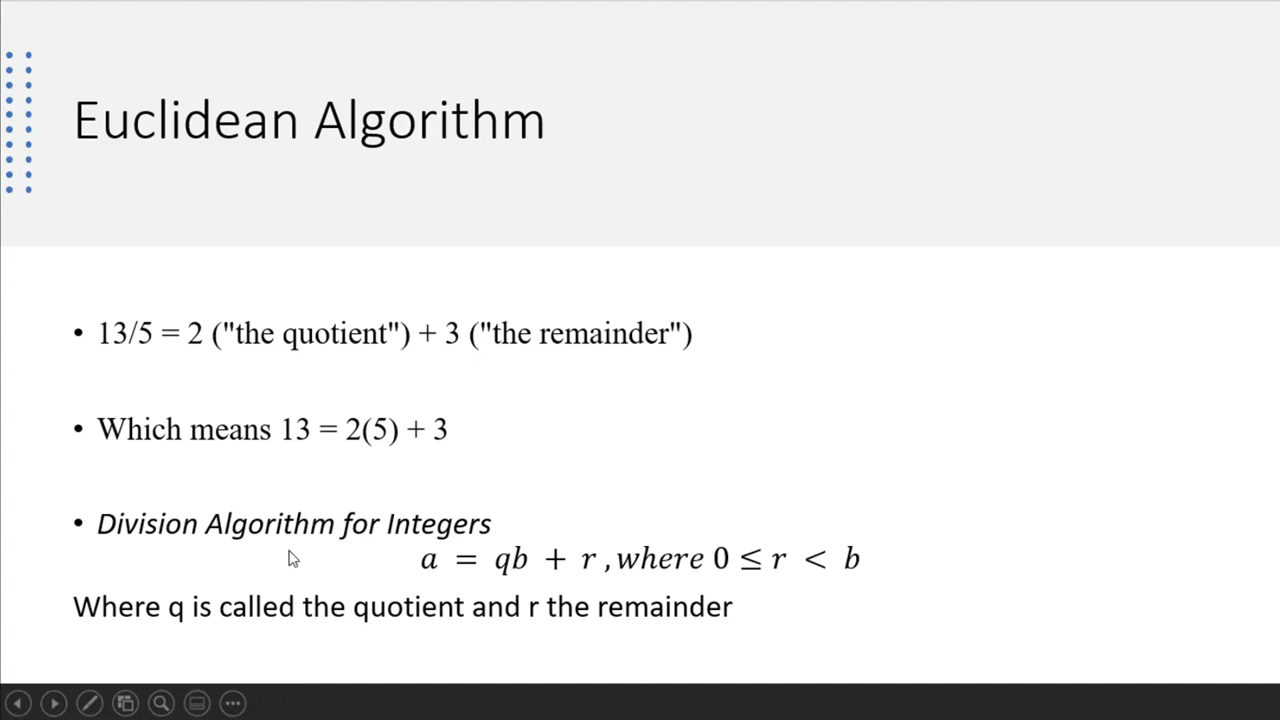 Euclidean Algorithm
• 13/5 = 2 ("the quotient") + 3 ("the remainder")
• Which means 13 = 2(5) + 3
• Division Algorithm for Integers
a = qb + r , where 0 ≤ r < b
Where q is called the quotient and r the remainder